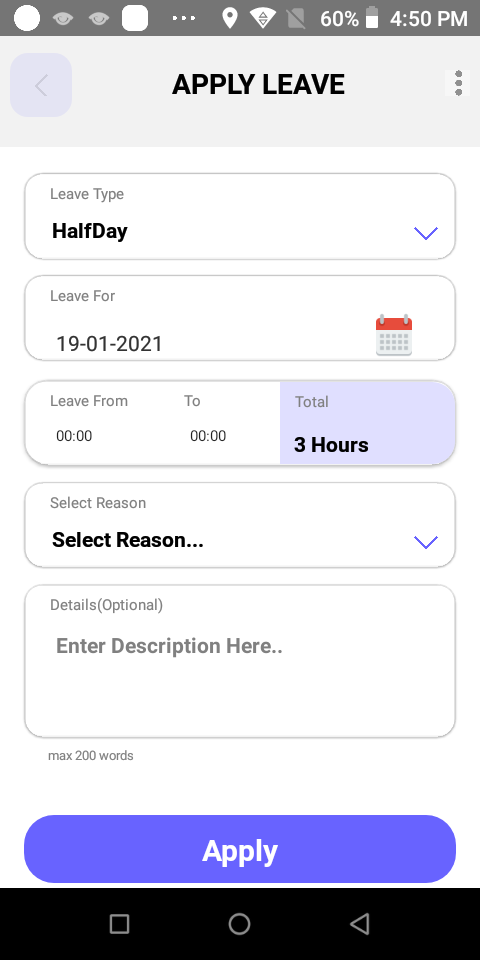 60% 4:50 PM
APPLY LEAVE
Leave Type
HalfDay
Leave For
19-01-2021
Leave From To Total
00:00 00:00 3 Hours
Select Reason
Select Reason...
Details(Optional)
Enter Description Here..
max 200 words
Apply